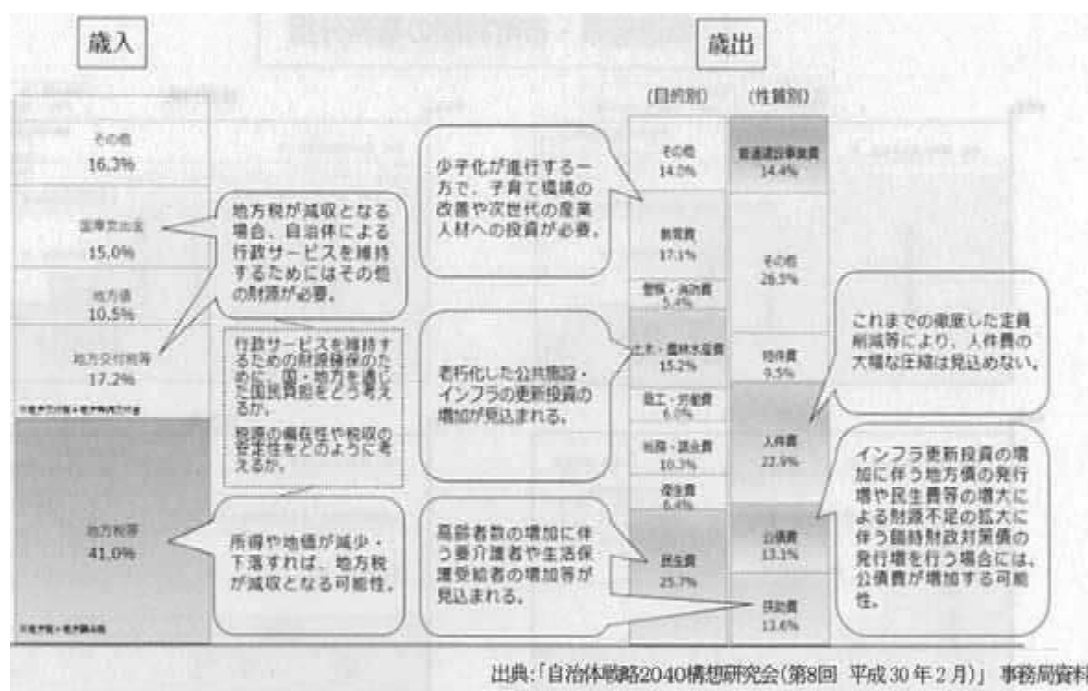 歳入
歳出
(目的別)
(性質別)
その他
16.3%
国庫支出金
15.0%
地方債
10.5%
地方交付税等
17.2%
地方税等
41.0%
地方税が減収となる
場合、自治体による
行政サービスを維持
するためにはその他
の財源が必要。
行政サービスを維持す
るための財源確保のた
めに、国・地方を通じ
た国民負担をどう考え
るか。
税源の偏在性や税収の
安定性をどのように考
えるか。
所得や地価が減少・
下落すれば、地方税
が減収となる可能性。
少子化が進行する一
方で、子育て環境の
改善や次世代の産業
人材への投資が必要。
老朽化した公共施設・
インフラの更新投資の
増加が見込まれる。
高齢者数の増加に伴
う要介護者や生活保
護受給者の増加等が
見込まれる。
その他
14.0%
教育費
17.1%
警察・消防費
5.4%
土木・農林水産費
15.2%
商工・労働費
6.0%
総務・議会費
10.3%
衛生費
6.4%
民生費
25.7%
普通建設事業費
14.4%
その他
26.5%
物件費
9.5%
人件費
22.9%
公債費
13.1%
扶助費
13.6%
これまでの徹底した定員
削減等により、人件費の
大幅な圧縮は見込めない。
インフラ更新投資の増
加に伴う地方債の発行
増や民生費等の増大に
よる財源不足の拡大に
伴う臨時財政対策債の
発行増を行う場合には、
公債費が増加する可能
性。
出典:「自治体戦略2040構想研究会(第8回 平成30年2月)」 事務局資料